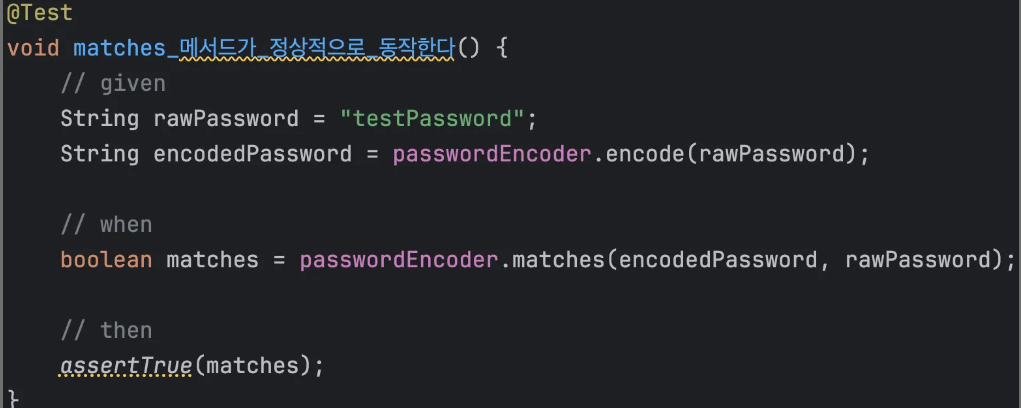 @Test
void matches_메서드가_정상적으로_동작한다() {
// given
String rawPassword = "testPassword";
String encodedPassword = passwordEncoder.encode(rawPassword);
// when
boolean matches = passwordEncoder.matches(encodedPassword, rawPassword);
// then
assertTrue(matches);
}